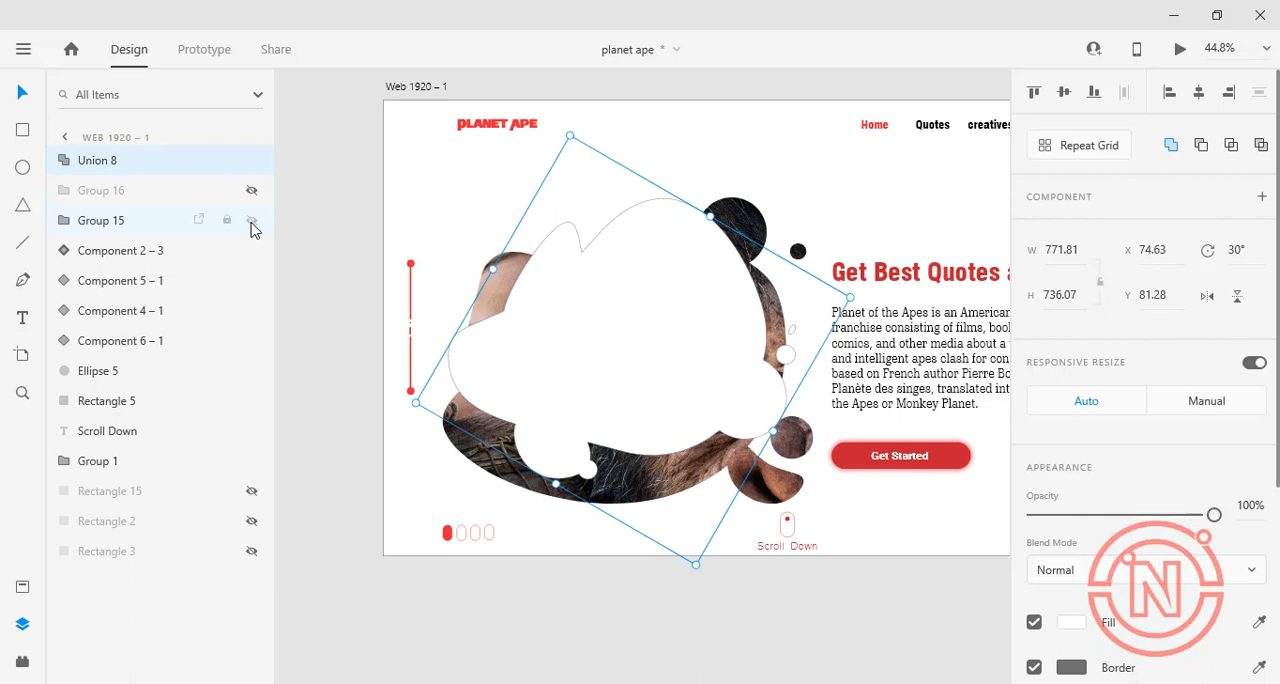 Design
Prototype
Share
planet ape *
44.8%
All Items
Web 1920 – 1
WEB 1920 – 1
Union 8
Group 16
Group 15
Component 2 – 3
Component 5 – 1
Component 4 – 1
Component 6 – 1
Ellipse 5
Rectangle 5
Scroll Down
Group 1
Rectangle 15
Rectangle 2
Rectangle 3
PLANET APE
Home
Quotes
creatives
Get Best Quotes a
Planet of the Apes is an American
franchise consisting of films, boo
comics, and other media about a
and intelligent apes clash for con
based on French author Pierre Bo
Planète des singes, translated int
the Apes or Monkey Planet.
Get Started
Scroll Down
Repeat Grid
COMPONENT
W 771.81
X 74.63
30°
H 736.07
Y 81.28
RESPONSIVE RESIZE
Auto
Manual
APPEARANCE
Opacity
100%
Blend Mode
Normal
Fill
Border
N